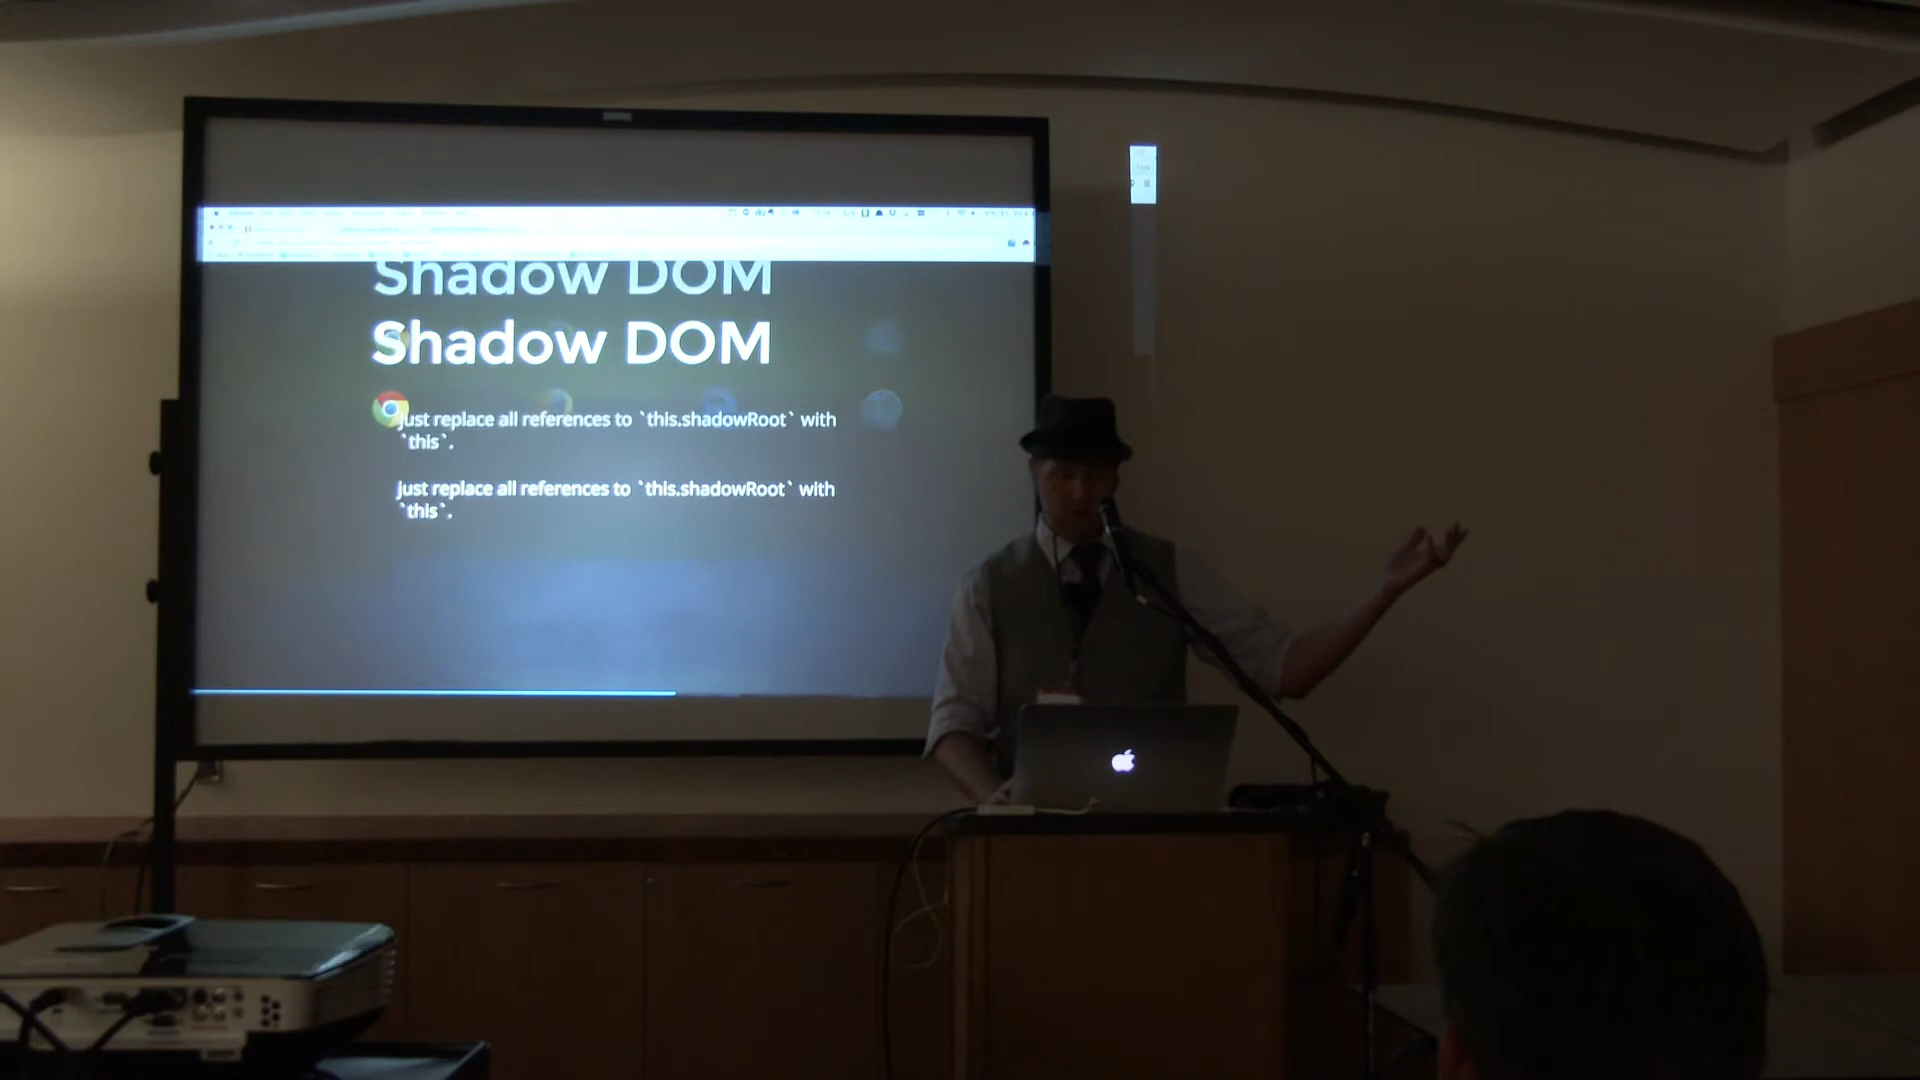 Shadow DOM
Shadow DOM
just replace all references to `this.shadowRoot` with
`this`.
just replace all references to `this.shadowRoot` with
`this`.